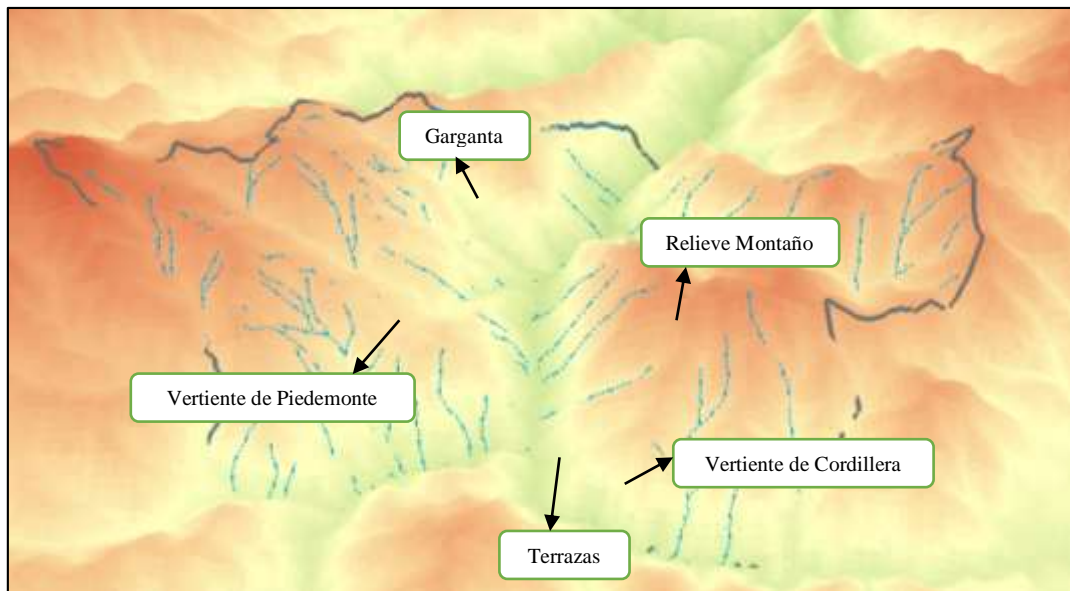 Garganta
Relieve Montaño
Vertiente de Piedemonte
Vertiente de Cordillera
Terrazas